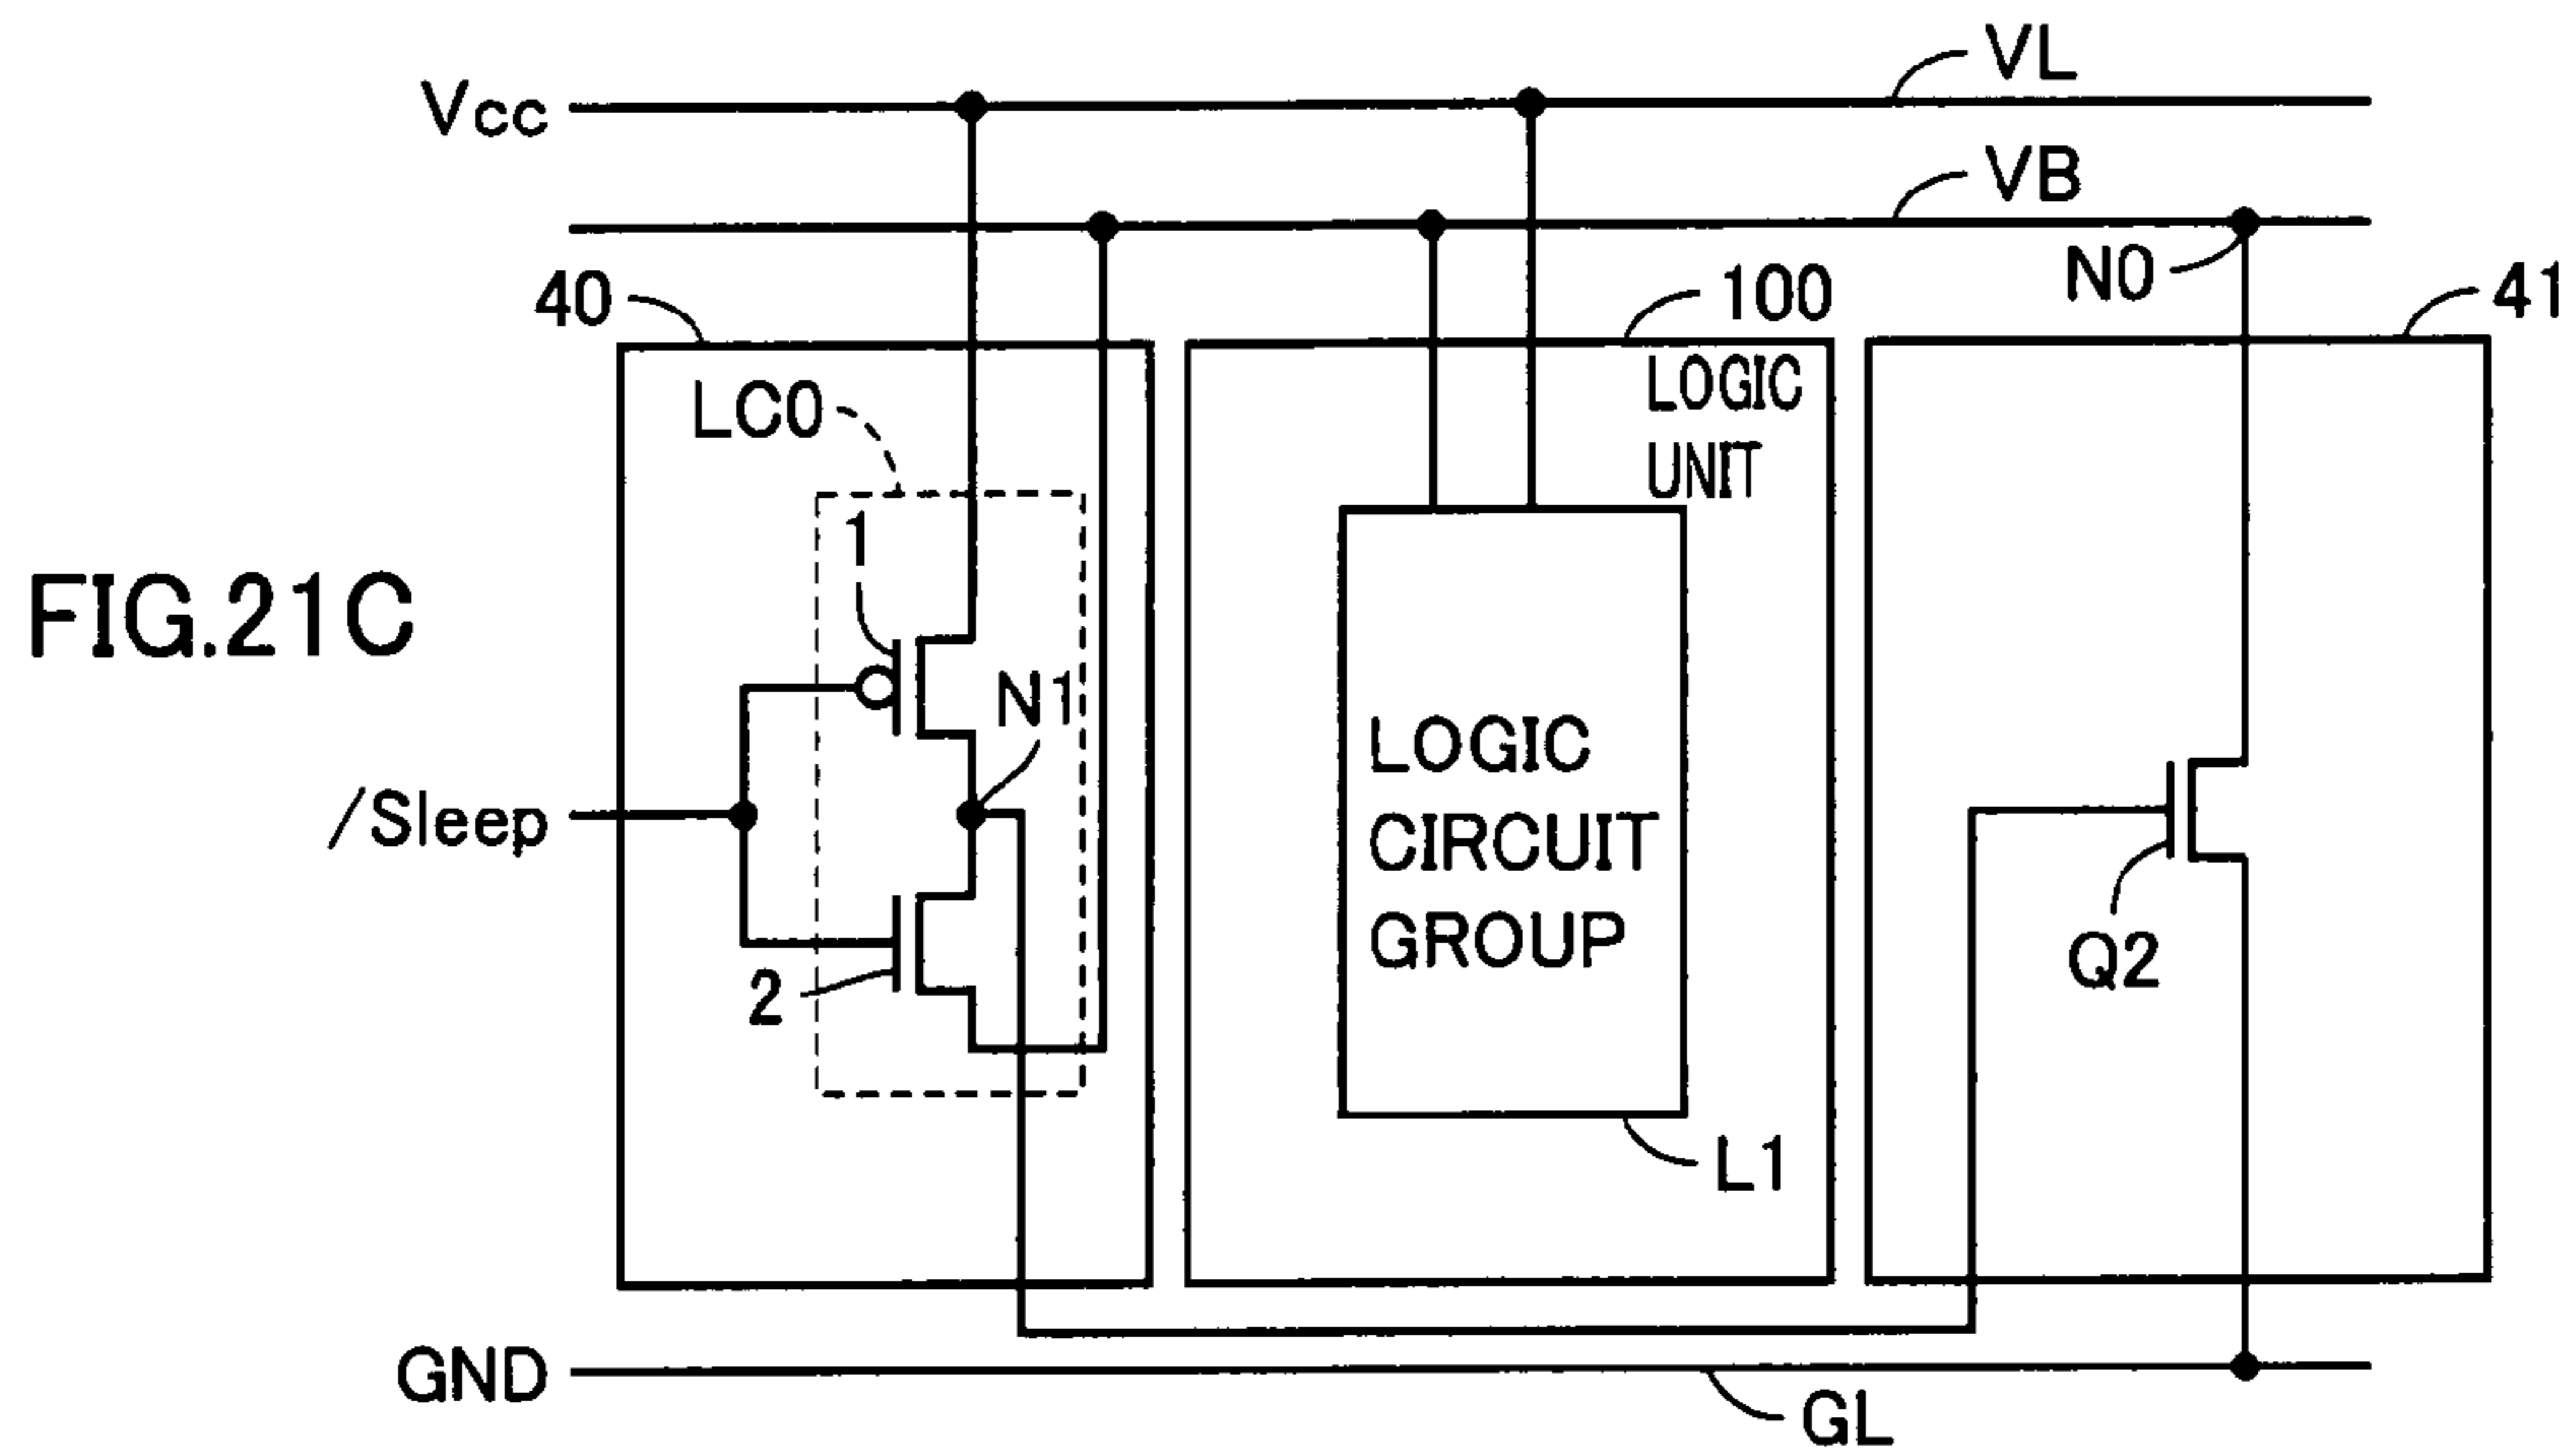 VL
Vcc
VB
N0
40
100
41
LOGIC
UNIT
LC0
1
FIG.21C
N1
/Sleep
LOGIC
CIRCUIT
GROUP
2
Q2
L1
GND
GL